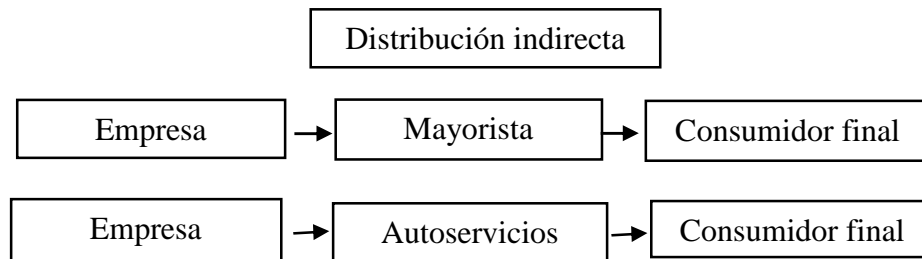 Distribución indirecta
Empresa Mayorista Consumidor final
Empresa Autoservicios Consumidor final